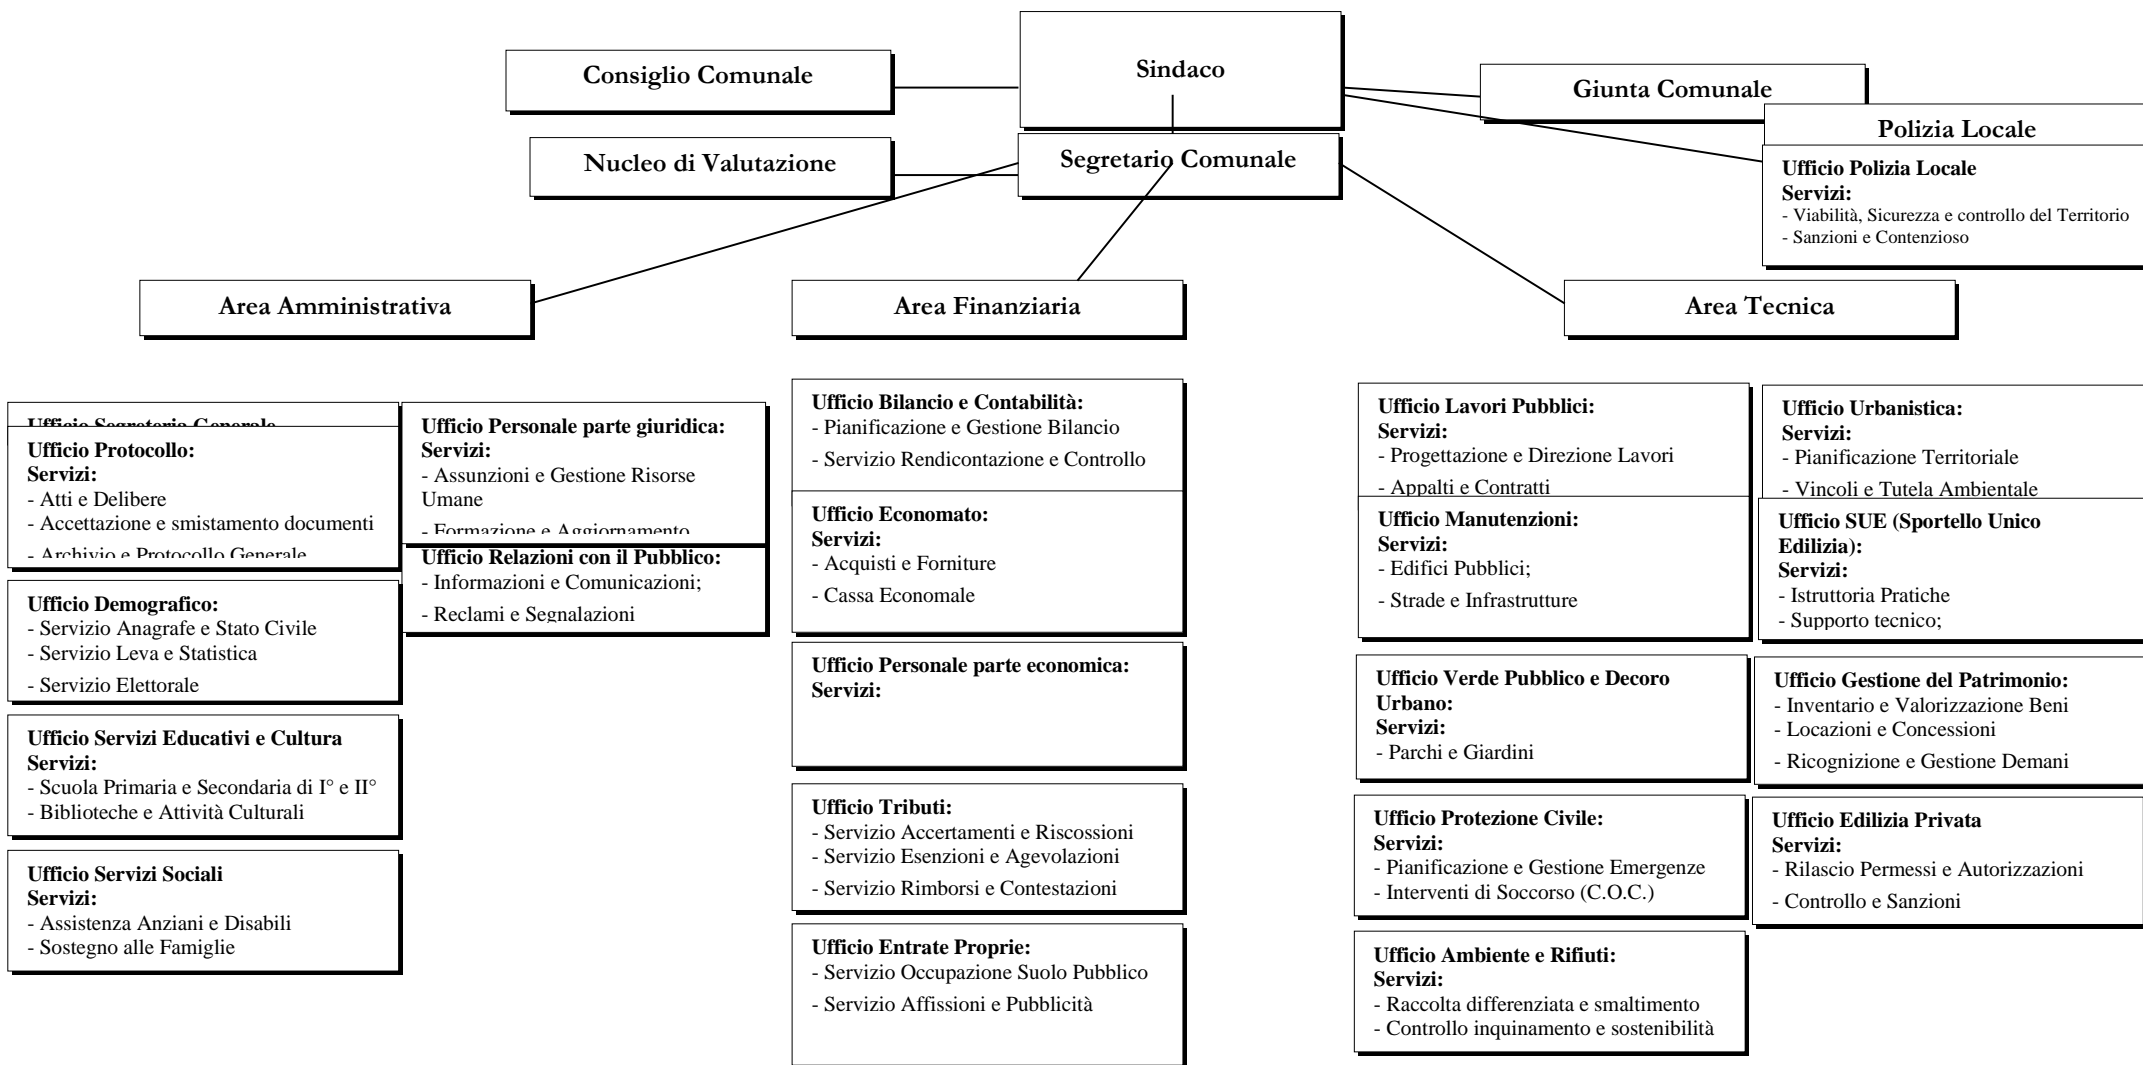 Consiglio Comunale
Sindaco
Giunta Comunale
Nucleo di Valutazione
Segretario Comunale
Polizia Locale
Ufficio Polizia Locale
Servizi:
- Viabilità, Sicurezza e controllo del Territorio
- Sanzioni e Contenzioso
Area Amministrativa
Area Finanziaria
Area Tecnica
Ufficio Segreteria Generale
Ufficio Protocollo:
Servizi:
- Atti e Delibere
- Accettazione e smistamento documenti
- Archivio e Protocollo Generale
Ufficio Demografico:
- Servizio Anagrafe e Stato Civile
- Servizio Leva e Statistica
- Servizio Elettorale
Ufficio Servizi Educativi e Cultura
Servizi:
- Scuola Primaria e Secondaria di I° e II°
- Biblioteche e Attività Culturali
Ufficio Servizi Sociali
Servizi:
- Assistenza Anziani e Disabili
- Sostegno alle Famiglie
Ufficio Personale parte giuridica:
Servizi:
- Assunzioni e Gestione Risorse
Umane
- Formazione e Aggiornamento
Ufficio Relazioni con il Pubblico:
- Informazioni e Comunicazioni;
- Reclami e Segnalazioni
Ufficio Bilancio e Contabilità:
- Pianificazione e Gestione Bilancio
- Servizio Rendicontazione e Controllo
Ufficio Economato:
Servizi:
- Acquisti e Forniture
- Cassa Economale
Ufficio Personale parte economica:
Servizi:
Ufficio Tributi:
- Servizio Accertamenti e Riscossioni
- Servizio Esenzioni e Agevolazioni
- Servizio Rimborsi e Contestazioni
Ufficio Entrate Proprie:
- Servizio Occupazione Suolo Pubblico
- Servizio Affissioni e Pubblicità
Ufficio Lavori Pubblici:
Servizi:
- Progettazione e Direzione Lavori
- Appalti e Contratti
Ufficio Manutenzioni:
Servizi:
- Edifici Pubblici;
- Strade e Infrastrutture
Ufficio Verde Pubblico e Decoro
Urbano:
Servizi:
- Parchi e Giardini
Ufficio Protezione Civile:
Servizi:
- Pianificazione e Gestione Emergenze
- Interventi di Soccorso (C.O.C.)
Ufficio Ambiente e Rifiuti:
Servizi:
- Raccolta differenziata e smaltimento
- Controllo inquinamento e sostenibilità
Ufficio Urbanistica:
Servizi:
- Pianificazione Territoriale
- Vincoli e Tutela Ambientale
Ufficio SUE (Sportello Unico
Edilizia):
Servizi:
- Istruttoria Pratiche
- Supporto tecnico;
Ufficio Gestione del Patrimonio:
- Inventario e Valorizzazione Beni
- Locazioni e Concessioni
- Ricognizione e Gestione Demani
Ufficio Edilizia Privata
Servizi:
- Rilascio Permessi e Autorizzazioni
- Controllo e Sanzioni